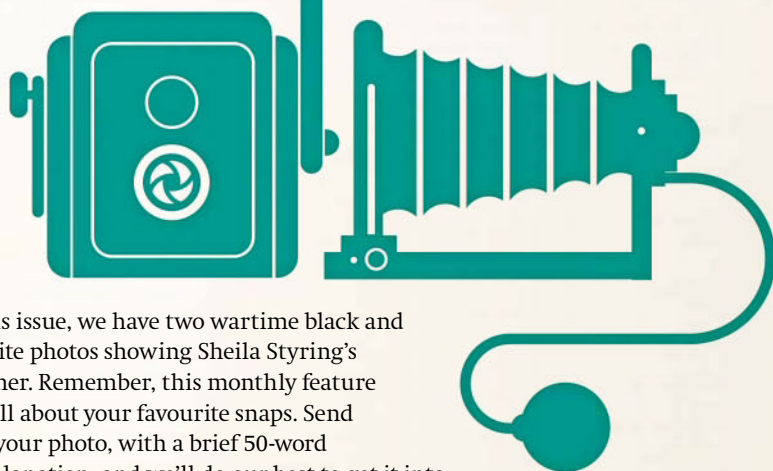 s issue, we have two wartime black and
ite photos showing Sheila Styring's
her. Remember, this monthly feature
ll about your favourite snaps. Send
your photo, with a brief 50-word